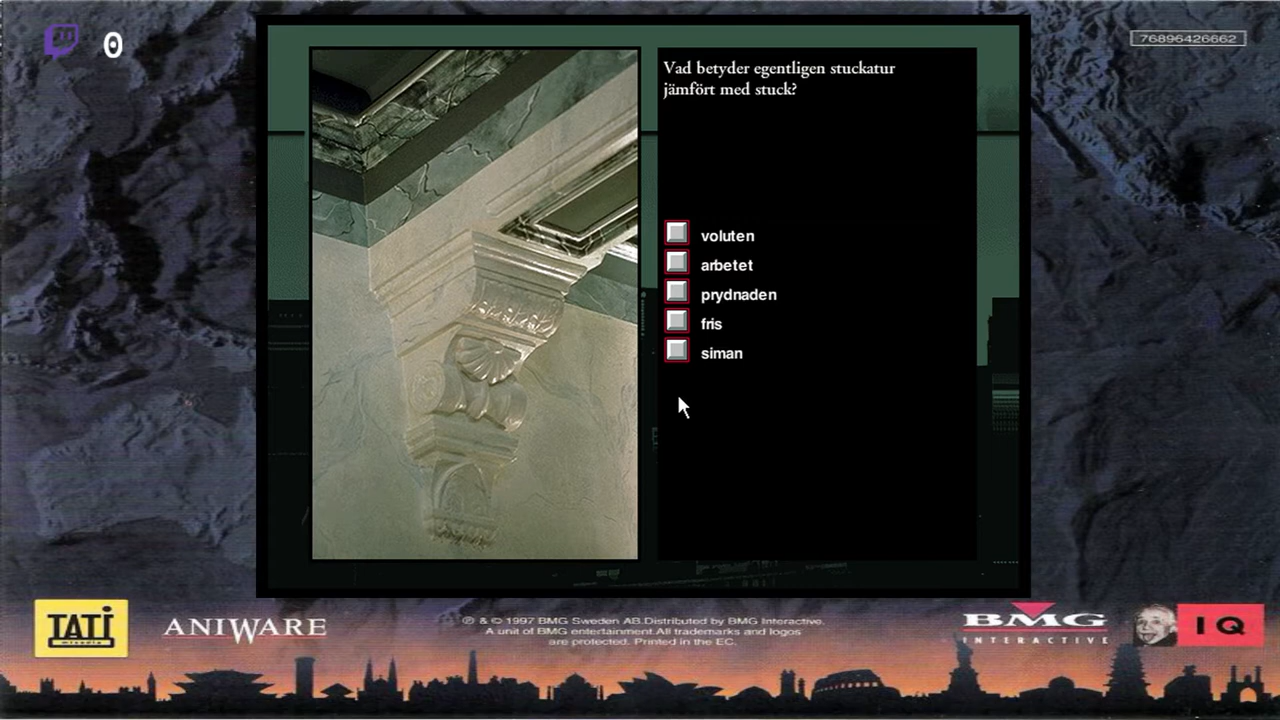 0
76896426662
Vad betyder egentligen stuckatur
jämfört med stuck?
voluten
arbetet
prydnaden
fris
siman
TATI
mixedia
ANIWARE
℗ & © 1997 BMG Sweden AB.Distributed by BMG Interactive.
A unit of BMG entertainment.All trademarks and logos
are protected. Printed in the EC.
BMG
INTERACTIVE
IQ